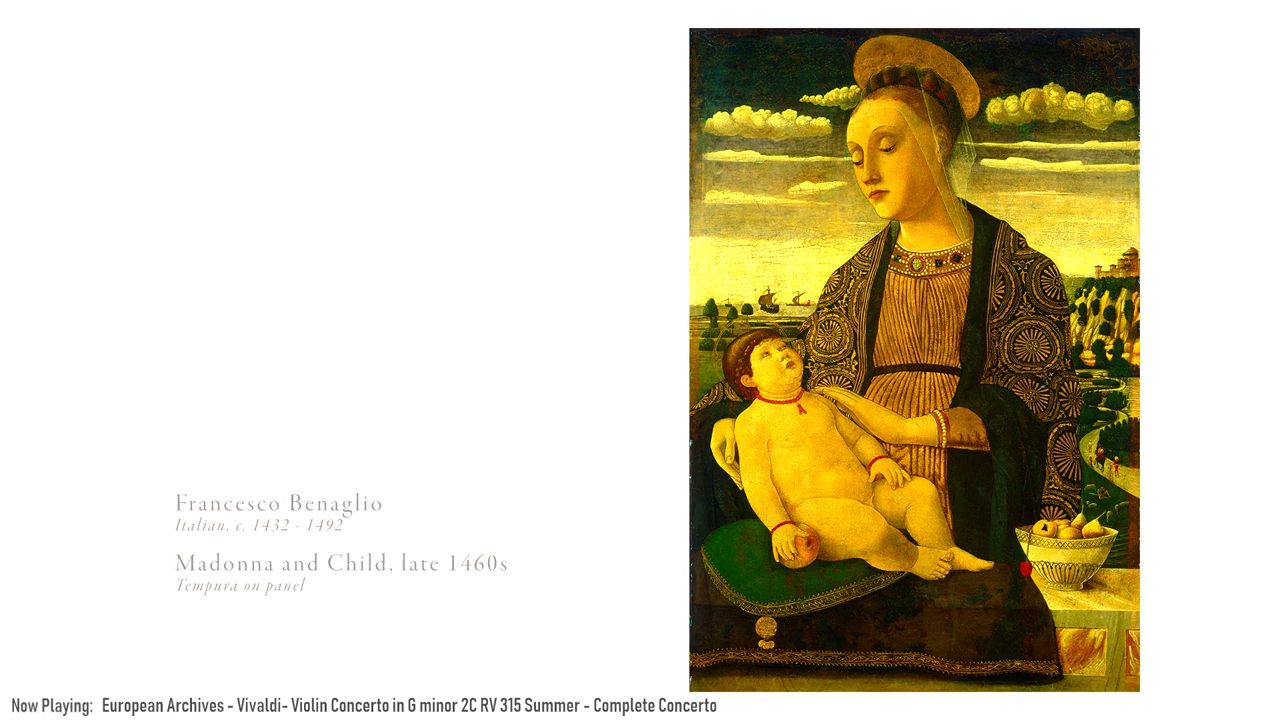 Francesco Benaglio
Italian, c. 1432 - 1492
Madonna and Child, late 1460s
Tempura on panel
Now Playing: European Archives - Vivaldi- Violin Concerto in G minor 2C RV 315 Summer - Complete Concerto